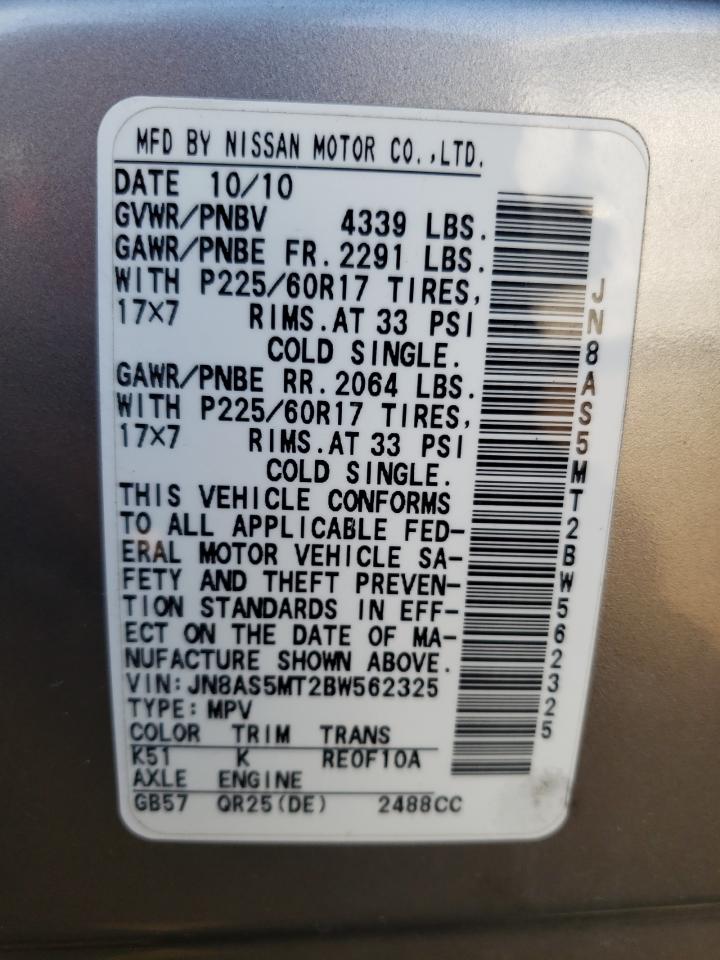 MFD BY NISSAN MOTOR CO.,LTD.
DATE 10/10
GVWR/PNBV 4339 LBS.
GAWR/PNBE FR.2291 LBS.
WITH P225/60R17 TIRES,
17×7 RIMS.AT 33 PSI
COLD SINGLE.
GAWR/PNBE RR.2064 LBS.
WITH P225/60R17 TIRES,
17×7 RIMS.AT 33 PSI
COLD SINGLE.
THIS VEHICLE CONFORMS
TO ALL APPLICABLE FED-
ERAL MOTOR VEHICLE SA-
FETY AND THEFT PREVEN-
TION STANDARDS IN EFF-
ECT ON THE DATE OF MA-
NUFACTURE SHOWN ABOVE.
VIN:JN8AS5MT2BW562325
TYPE:MPV
COLOR TRIM TRANS
K51 K RE0F10A
AXLE ENGINE
GB57 QR25(DE) 2488CC
JN8AS5MT2BW562325